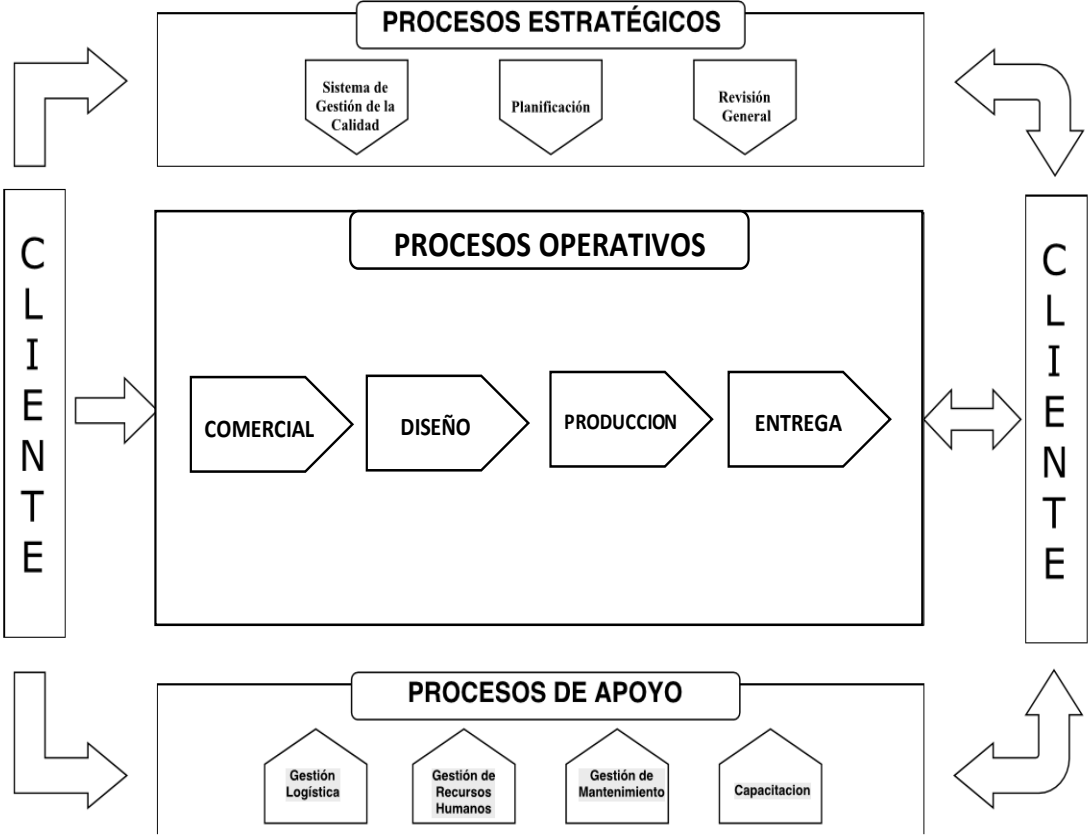 PROCESOS ESTRATÉGICOS
Sistema de
Gestión de la
Calidad
Planificación
Revisión
General
C
L
I
E
N
T
E
PROCESOS OPERATIVOS
COMERCIAL
DISEÑO
PRODUCCION
ENTREGA
C
L
I
E
N
T
E
PROCESOS DE APOYO
Gestión
Logística
Gestión de
Recursos
Humanos
Gestión de
Mantenimiento
Capacitacion